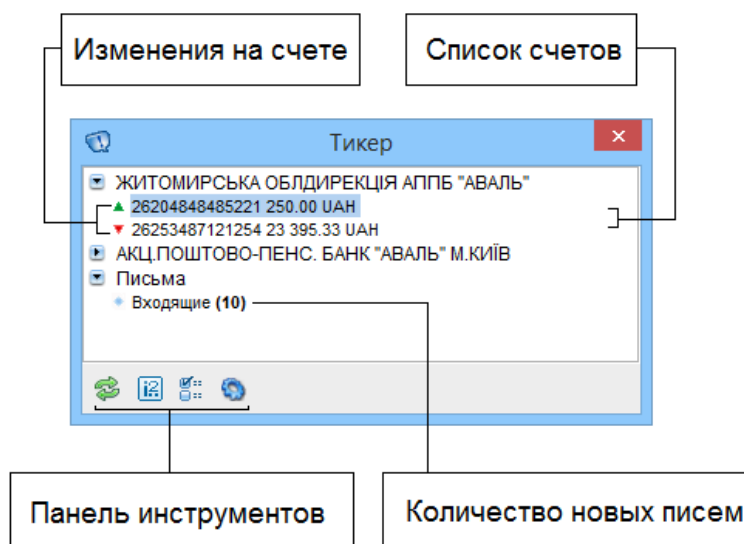 Изменения на счете
Список счетов
Тикер
ЖИТОМИРСЬКА ОБЛДИРЕКЦІЯ АППБ "АВАЛЬ"
26204848485221 250.00 UAH
26253487121254 23 395.33 UAH
АКЦ.ПОШТОВО-ПЕНС. БАНК "АВАЛЬ" М.КИЇВ
Письма
Входящие (10)
Панель инструментов
Количество новых писем